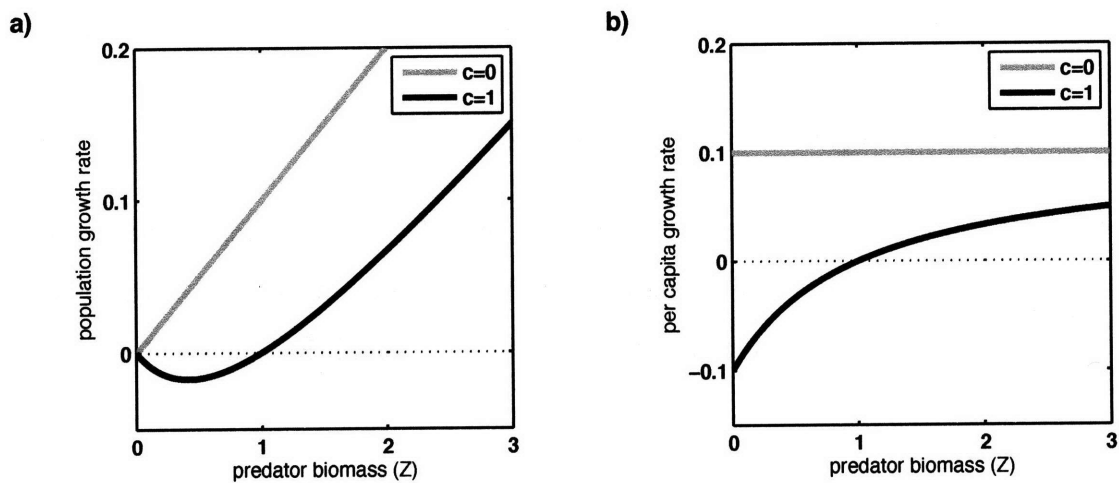 a)
0.2
0.1
0
population growth rate
c=0
c=1
0 1 2 3
predator biomass (Z)
b)
0.2
0.1
0
−0.1
per capita growth rate
c=0
c=1
0 1 2 3
predator biomass (Z)